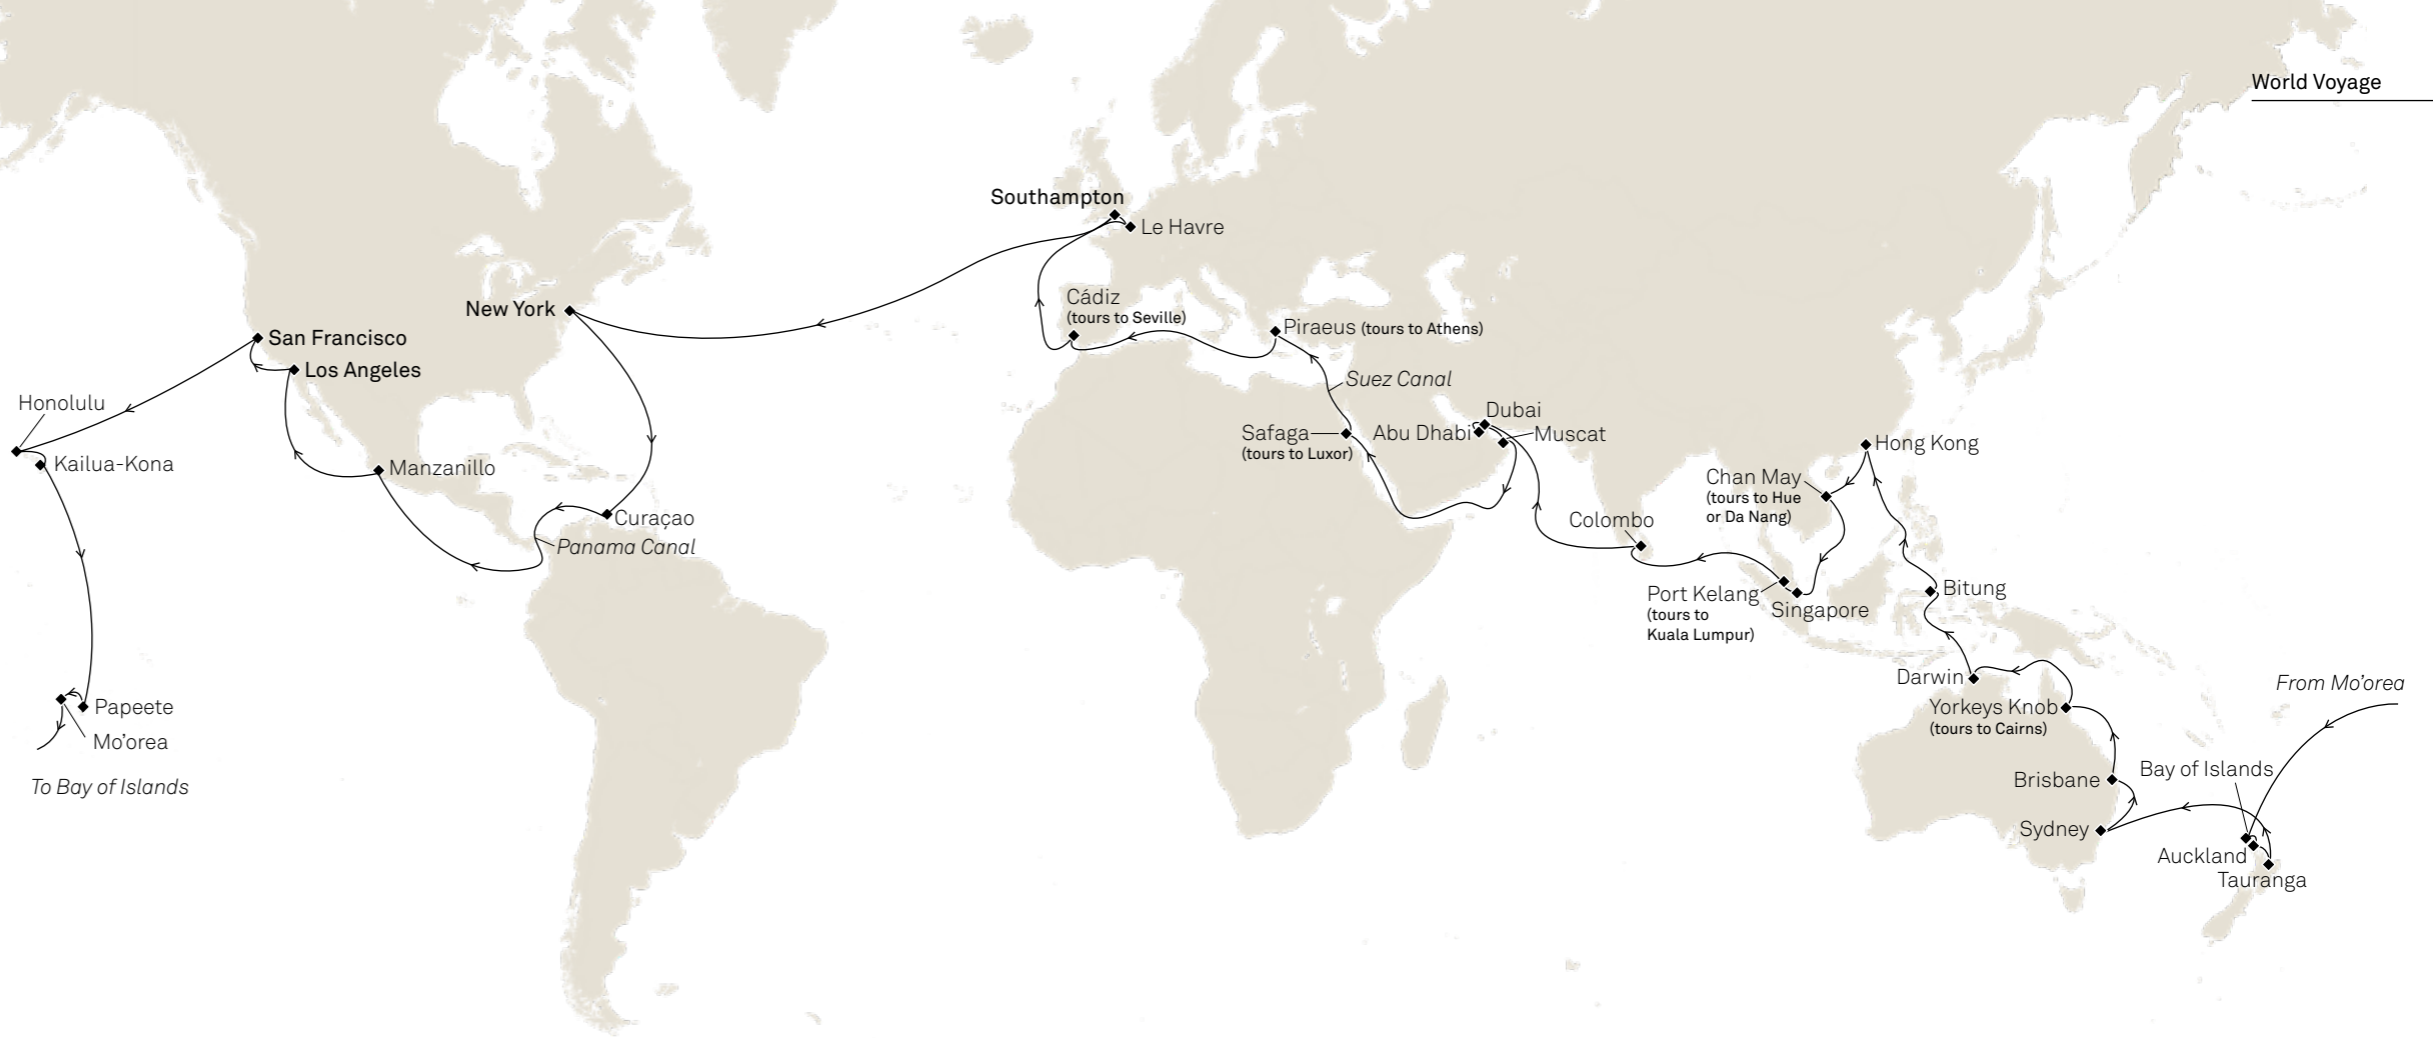 World Voyage
Southampton
Le Havre
New York
Cádiz
(tours to Seville)
Piraeus (tours to Athens)
San Francisco
Los Angeles
Suez Canal
Honolulu
Kailua-Kona
Manzanillo
Dubai
Safaga
(tours to Luxor)
Abu Dhabi
Muscat
Hong Kong
Chan May
(tours to Hue
or Da Nang)
Curaçao
Panama Canal
Colombo
Port Kelang
(tours to
Kuala Lumpur)
Singapore
Bitung
Darwin
From Mo’orea
Papeete
Mo’orea
To Bay of Islands
Yorkeys Knob
(tours to Cairns)
Brisbane
Bay of Islands
Sydney
Auckland
Tauranga